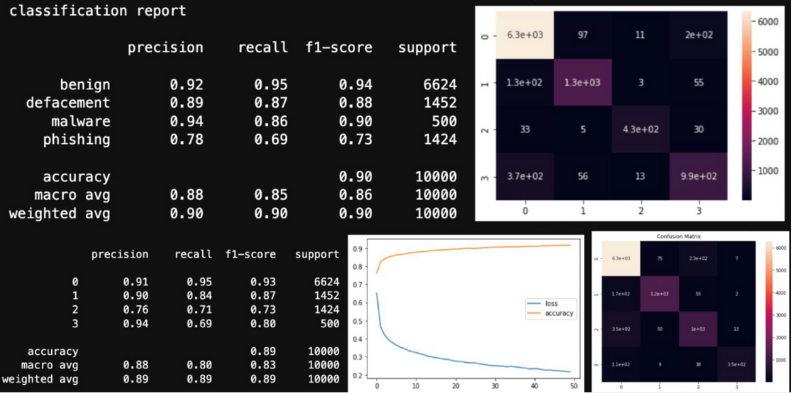 classification report
precision recall f1-score support
benign 0.92 0.95 0.94 6624
defacement 0.89 0.87 0.88 1452
malware 0.94 0.86 0.90 500
phishing 0.78 0.69 0.73 1424
accuracy 0.90 10000
macro avg 0.88 0.85 0.86 10000
weighted avg 0.90 0.90 0.90 10000
0 6.3e+03 97 11 2e+02
1 1.3e+02 1.3e+03 3 55
2 33 5 4.3e+02 30
3 3.7e+02 56 13 9.9e+02
0 1 2 3
6000
5000
4000
3000
2000
1000
precision recall f1-score support
0 0.91 0.95 0.93 6624
1 0.90 0.84 0.87 1452
2 0.76 0.71 0.73 1424
3 0.94 0.69 0.80 500
accuracy 0.89 10000
macro avg 0.88 0.80 0.83 10000
weighted avg 0.89 0.89 0.89 10000
0.9
0.8
0.7
0.6
0.5
0.4
0.3
0.2
0 10 20 30 40 50
loss
accuracy
Confusion Matrix
6.3e+03 75 2.3e+02 7
1.7e+02 1.2e+03 55 2
3.5e+02 50 1e+03 13
1.1e+02 38 3.5e+02
0 1 2 3
6000
5000
4000
3000
2000
1000